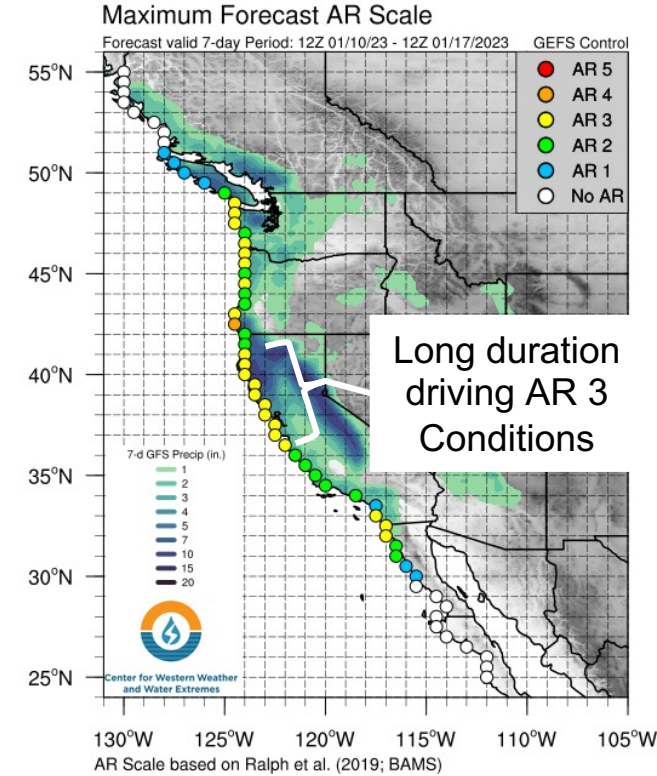 Maximum Forecast AR Scale
Forecast valid 7-day Period: 12Z 01/10/23 - 12Z 01/17/2023 GEFS Control
AR 5
AR 4
AR 3
AR 2
AR 1
No AR
55°N
50°N
45°N
40°N
35°N
30°N
25°N
Long duration
driving AR 3
Conditions
7-d GFS Precip (in.)
1
2
3
4
5
7
10
15
20
Center for Western Weather
and Water Extremes
130°W 125°W 120°W 115°W 110°W 105°W
AR Scale based on Ralph et al. (2019; BAMS)